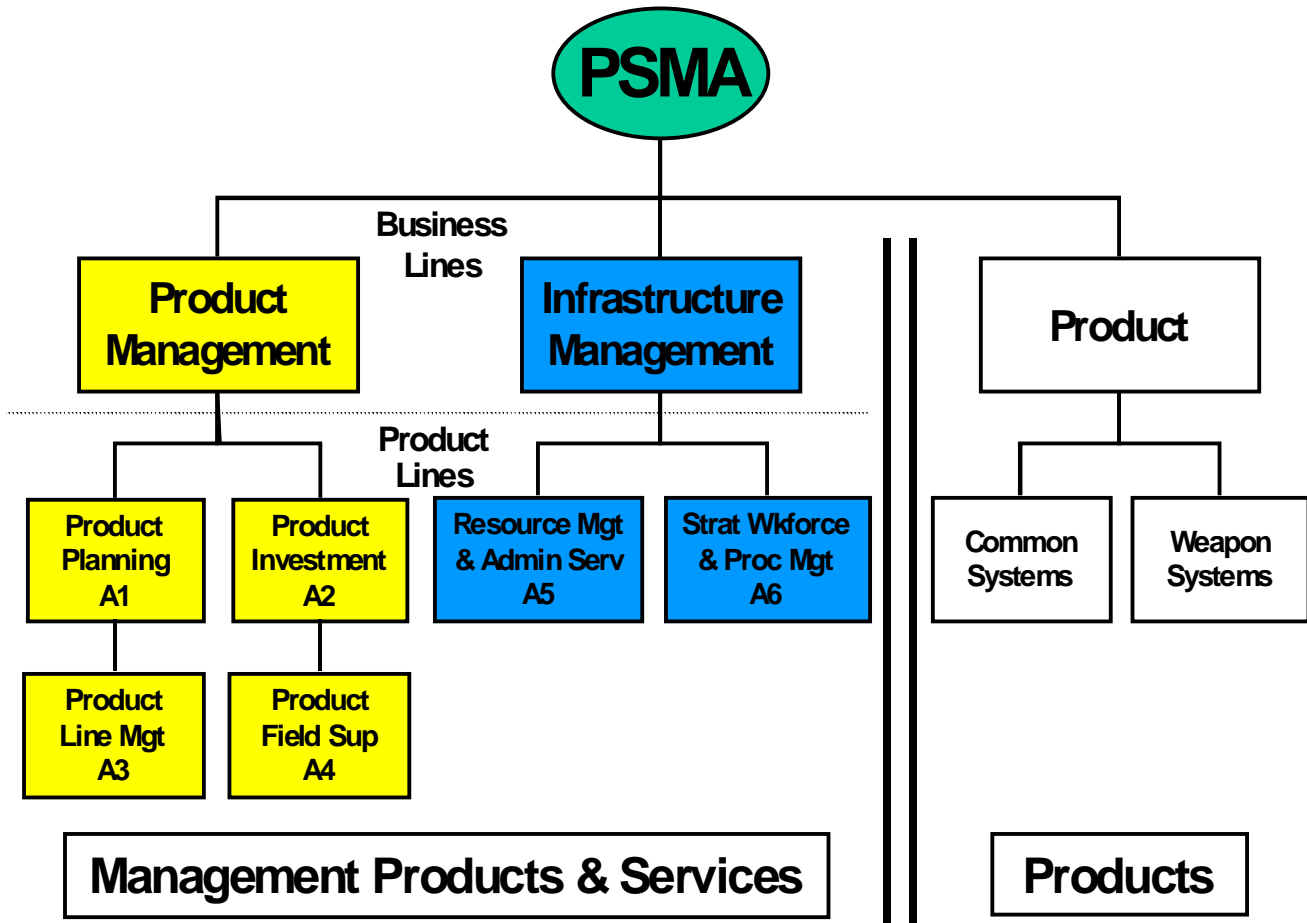 PSMA
Business
Lines
Product
Management
Infrastructure
Management
Product
Product
Lines
Product
Planning
A1
Product
Investment
A2
Resource Mgt
& Admin Serv
A5
Strat Wkforce
& Proc Mgt
A6
Common
Systems
Weapon
Systems
Product
Line Mgt
A3
Product
Field Sup
A4
Management Products & Services
Products